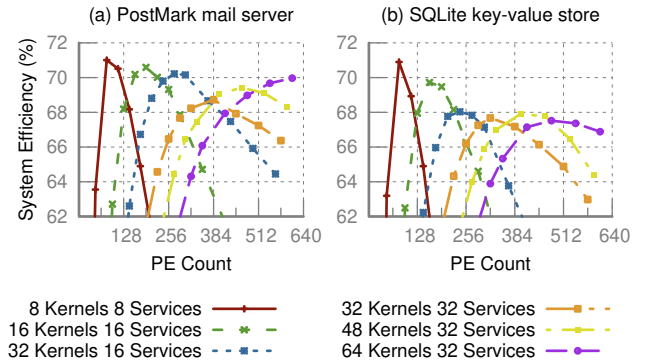 (a) PostMark mail server
(b) SQLite key-value store
System Efficiency (%)
72
70
68
66
64
62
128 256 384 512 640
PE Count
72
70
68
66
64
62
128 256 384 512 640
PE Count
8 Kernels 8 Services
16 Kernels 16 Services
32 Kernels 16 Services
32 Kernels 32 Services
48 Kernels 32 Services
64 Kernels 32 Services